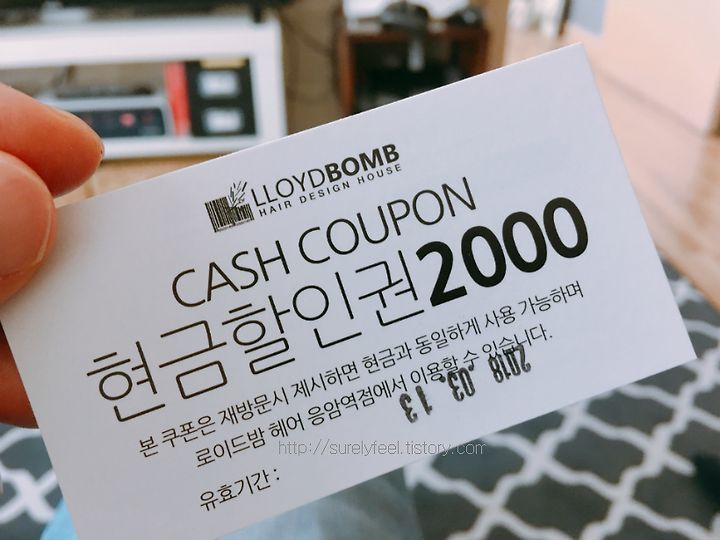 LLOYDBOMB
HAIR DESIGN HOUSE
CASH COUPON
현금할인권2000
본 쿠폰은 재방문시 제시하면 현금과 동일하게 사용 가능하며
로이드밤 헤어 응암역점에서 이용할 수 있습니다.
2018. 03. 13
유효기간 :
http://surelyfeel.tistory.com